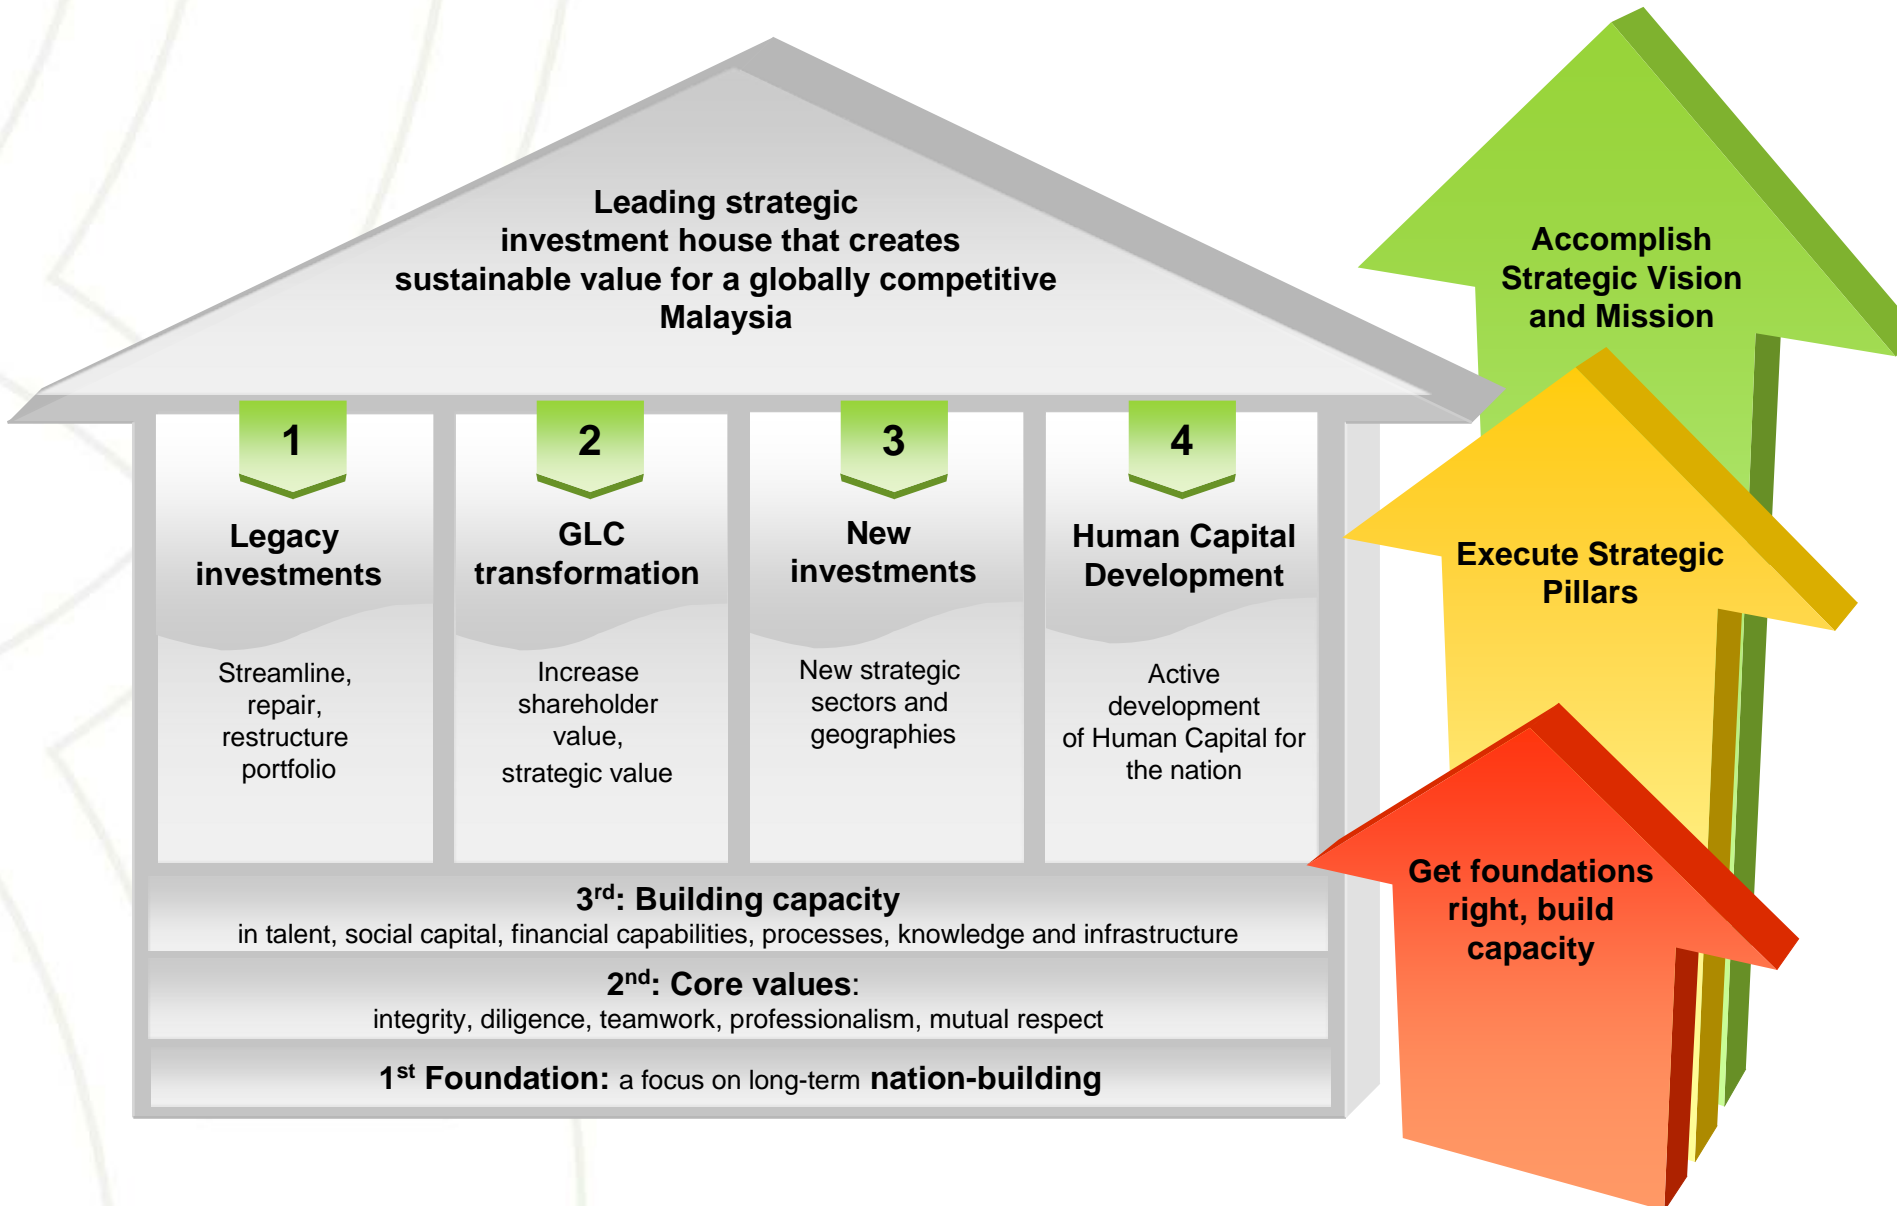 Leading strategic
investment house that creates
sustainable value for a globally competitive
Malaysia
1
Legacy
investments
Streamline,
repair,
restructure
portfolio
2
GLC
transformation
Increase
shareholder
value,
strategic value
3
New
investments
New strategic
sectors and
geographies
4
Human Capital
Development
Active
development
of Human Capital for
the nation
3rd: Building capacity
in talent, social capital, financial capabilities, processes, knowledge and infrastructure
2nd: Core values:
integrity, diligence, teamwork, professionalism, mutual respect
1st Foundation: a focus on long-term nation-building
Accomplish
Strategic Vision
and Mission
Execute Strategic
Pillars
Get foundations
right, build
capacity